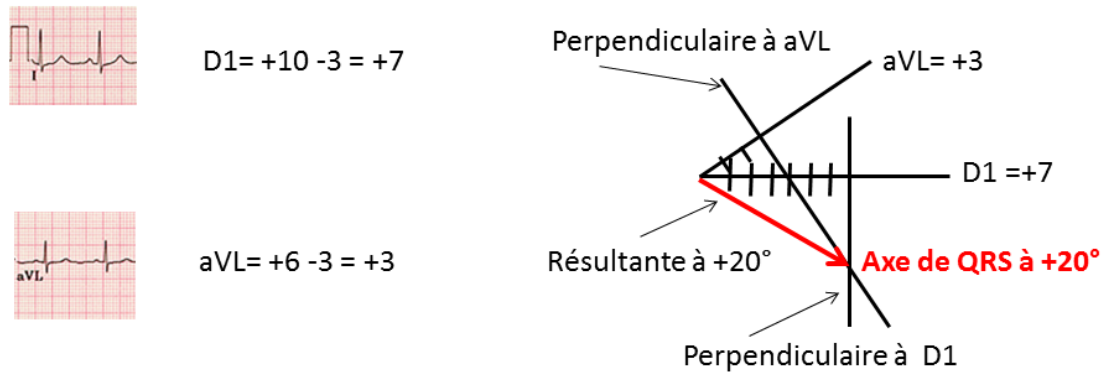 I
D1= +10 -3 = +7
Perpendiculaire à aVL
aVL= +3
D1 =+7
aVL
aVL= +6 -3 = +3
Résultante à +20°
Axe de QRS à +20°
Perpendiculaire à D1